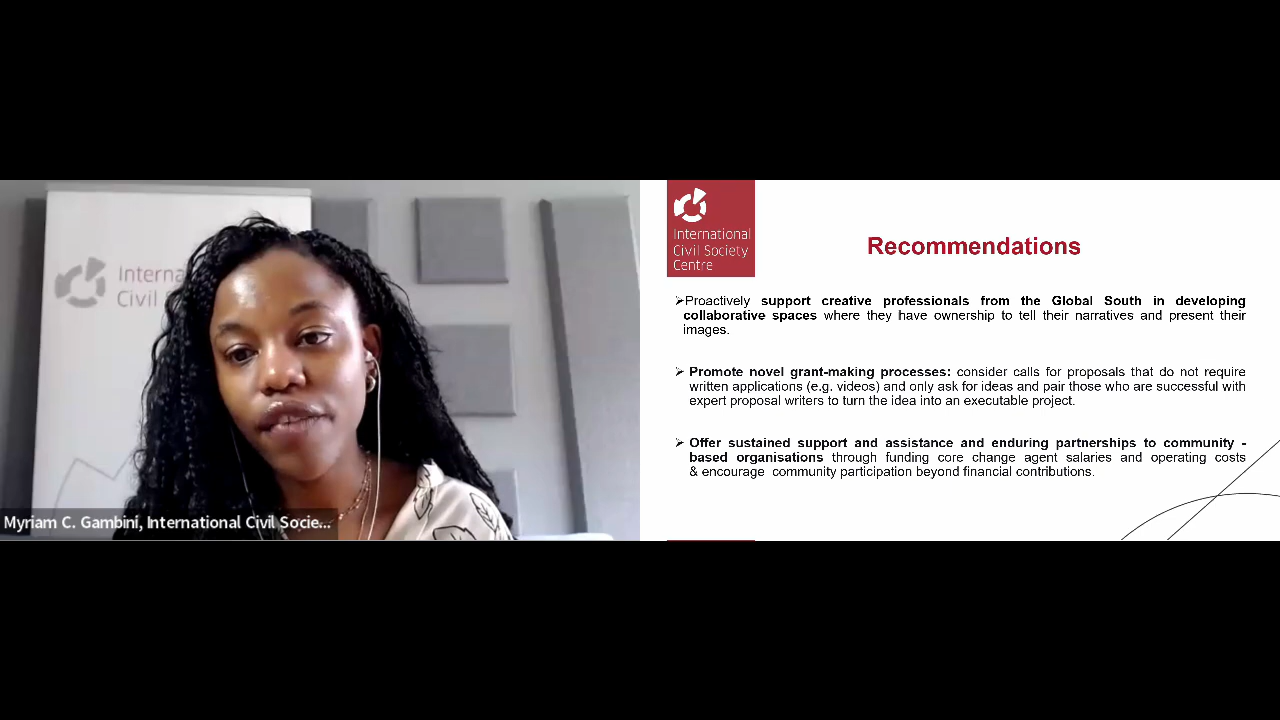 Interna
Civil S
Myriam C. Gambini, International Civil Socie...
International
Civil Society
Centre
Recommendations
➢Proactively support creative professionals from the Global South in developing
collaborative spaces where they have ownership to tell their narratives and present their
images.
➢ Promote novel grant-making processes: consider calls for proposals that do not require
written applications (e.g. videos) and only ask for ideas and pair those who are successful with
expert proposal writers to turn the idea into an executable project.
➢ Offer sustained support and assistance and enduring partnerships to community -
based organisations through funding core change agent salaries and operating costs
& encourage community participation beyond financial contributions.